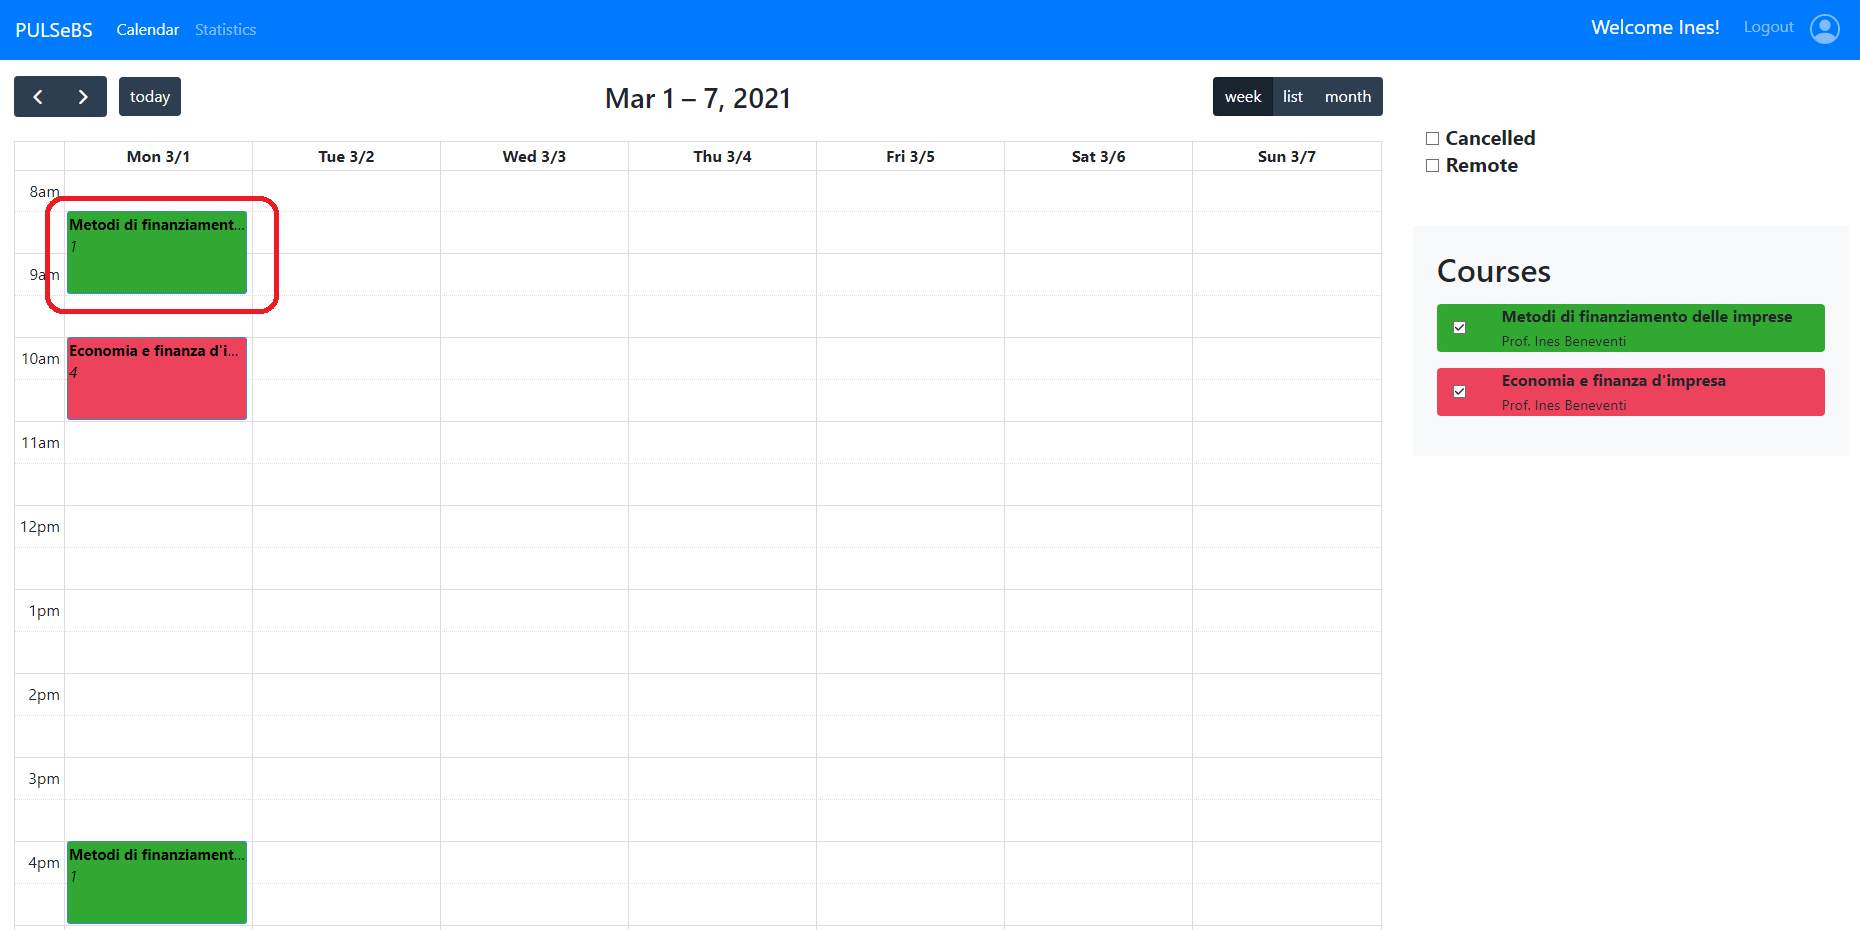 PULSeBS Calendar Statistics Welcome Ines! Logout
today Mar 1 – 7, 2021 week list month
Mon 3/1 Tue 3/2 Wed 3/3 Thu 3/4 Fri 3/5 Sat 3/6 Sun 3/7
8am
Metodi di finanziament...
1
9am
10am
Economia e finanza d'i...
4
11am
12pm
1pm
2pm
3pm
4pm
Metodi di finanziament...
1
Cancelled
Remote
Courses
Metodi di finanziamento delle imprese
Prof. Ines Beneventi
Economia e finanza d'impresa
Prof. Ines Beneventi